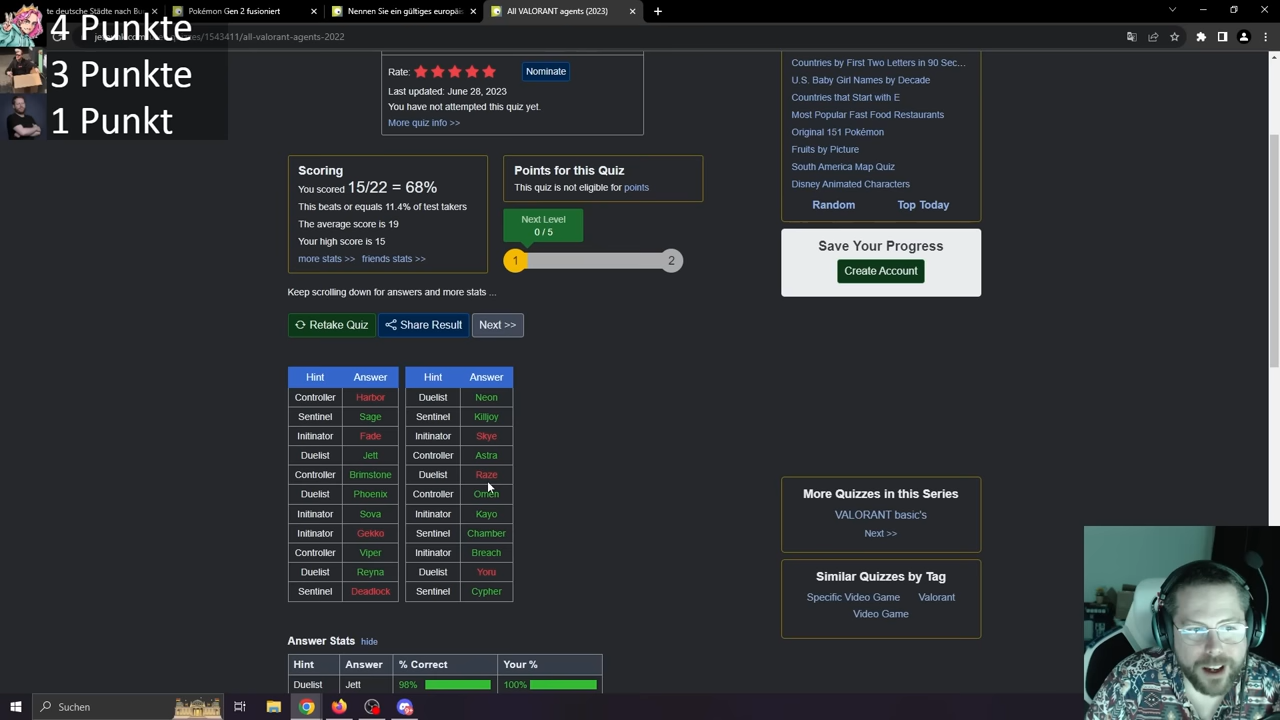 te deutsche Städte nach Bu
Pokémon Gen 2 fusioniert
Nennen Sie ein gültiges europäis
All VALORANT agents (2023)
4 Punkte
3 Punkte
1 Punkt
1543411/all-valorant-agents-2022
Rate:
Nominate
Last updated: June 28, 2023
You have not attempted this quiz yet.
More quiz info >>
Scoring
You scored 15/22 = 68%
This beats or equals 11.4% of test takers
The average score is 19
Your high score is 15
more stats >> friends stats >>
Points for this Quiz
This quiz is not eligible for points
Next Level
0 / 5
1
2
Keep scrolling down for answers and more stats ...
Retake Quiz
Share Result
Next >>
Hint Answer
Controller Harbor
Sentinel Sage
Initiator Fade
Duelist Jett
Controller Brimstone
Duelist Phoenix
Initiator Sova
Initiator Gekko
Controller Viper
Duelist Reyna
Sentinel Deadlock
Hint Answer
Duelist Neon
Sentinel Killjoy
Initiator Skye
Controller Astra
Duelist Raze
Controller Omen
Initiator Kayo
Sentinel Chamber
Initiator Breach
Duelist Yoru
Sentinel Cypher
Answer Stats hide
Hint Answer % Correct Your %
Duelist Jett 98% 100%
Countries by First Two Letters in 90 Sec...
U.S. Baby Girl Names by Decade
Countries that Start with E
Most Popular Fast Food Restaurants
Original 151 Pokémon
Fruits by Picture
South America Map Quiz
Disney Animated Characters
Random Top Today
Save Your Progress
Create Account
More Quizzes in this Series
VALORANT basic's
Next >>
Similar Quizzes by Tag
Specific Video Game Valorant
Video Game
Suchen